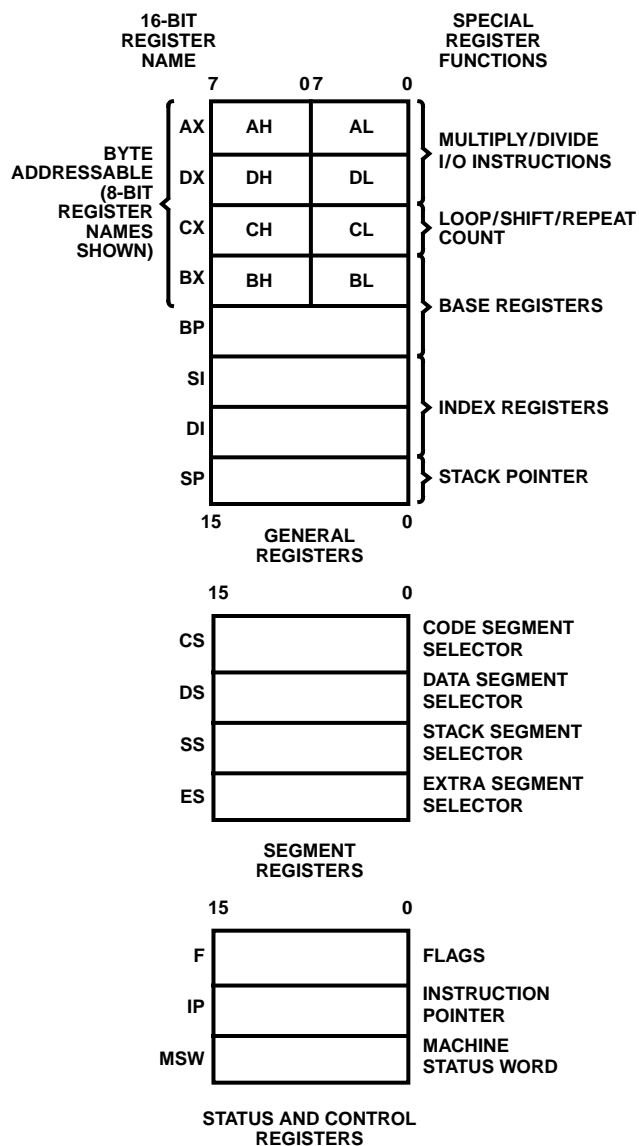 16-BIT
REGISTER
NAME
SPECIAL
REGISTER
FUNCTIONS
7 0 7 0
BYTE
ADDRESSABLE
(8-BIT
REGISTER
NAMES
SHOWN)
AX AH AL
DX DH DL
MULTIPLY/DIVIDE
I/O INSTRUCTIONS
CX CH CL
LOOP/SHIFT/REPEAT
COUNT
BX BH BL
BP
BASE REGISTERS
SI
DI
INDEX REGISTERS
SP
STACK POINTER
15 0
GENERAL
REGISTERS
15 0
CS
CODE SEGMENT
SELECTOR
DS
DATA SEGMENT
SELECTOR
SS
STACK SEGMENT
SELECTOR
ES
EXTRA SEGMENT
SELECTOR
SEGMENT
REGISTERS
15 0
F FLAGS
IP
INSTRUCTION
POINTER
MSW
MACHINE
STATUS WORD
STATUS AND CONTROL
REGISTERS